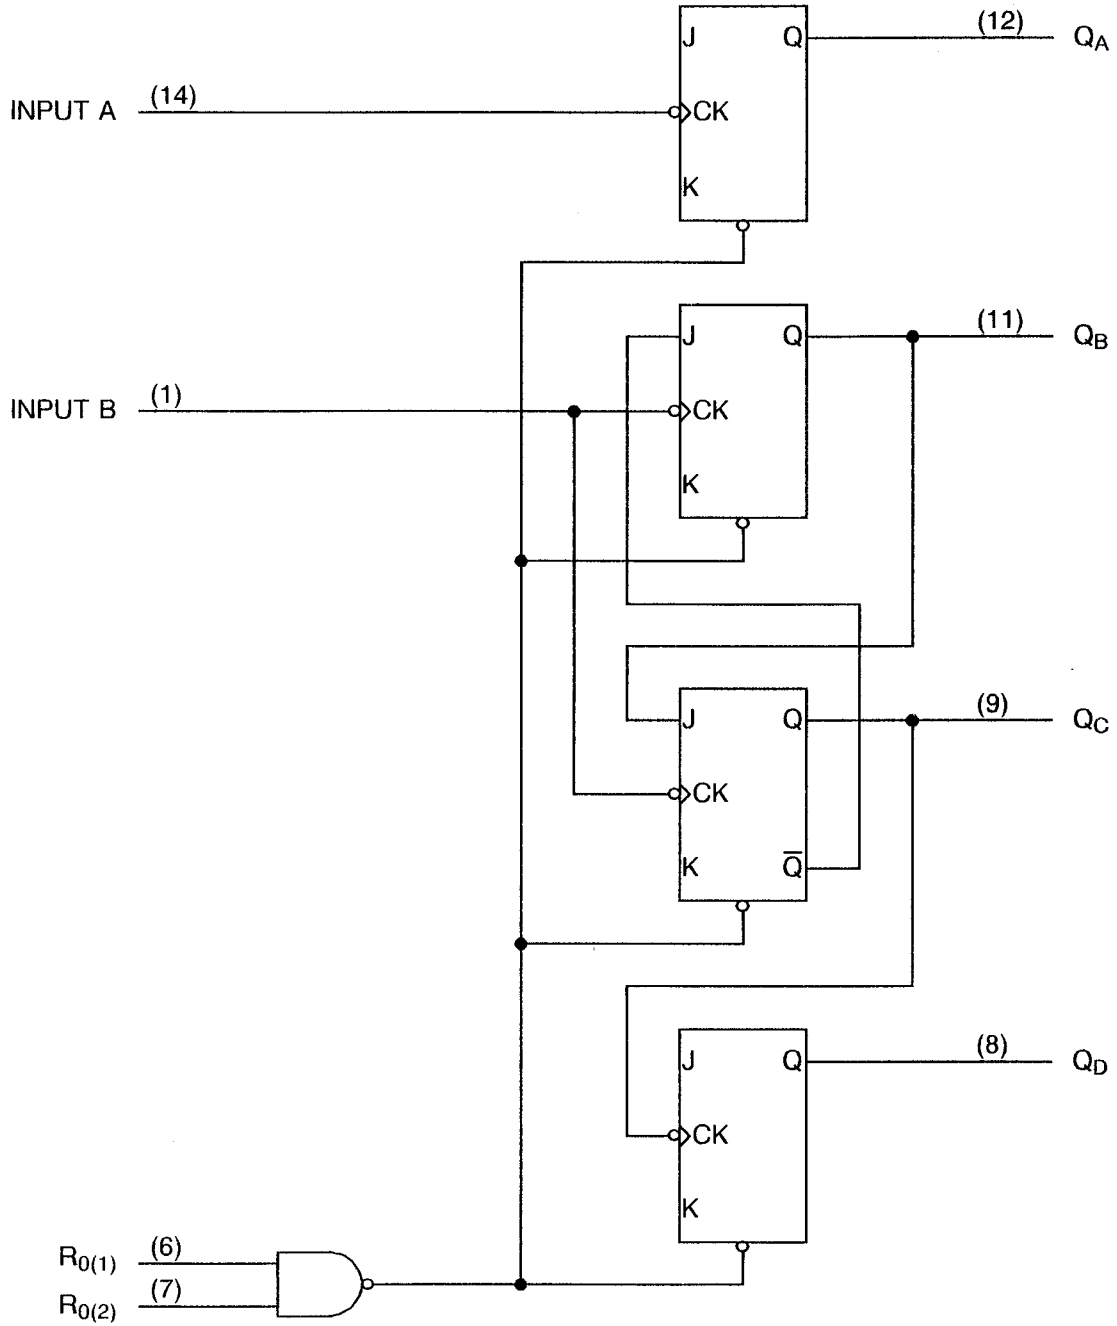 J Q (12) QA
INPUT A (14) CK
K
J Q (11) QB
INPUT B (1) CK
K
J Q (9) QC
CK
K Q̅
J Q (8) QD
CK
K
R0(1) (6)
R0(2) (7)